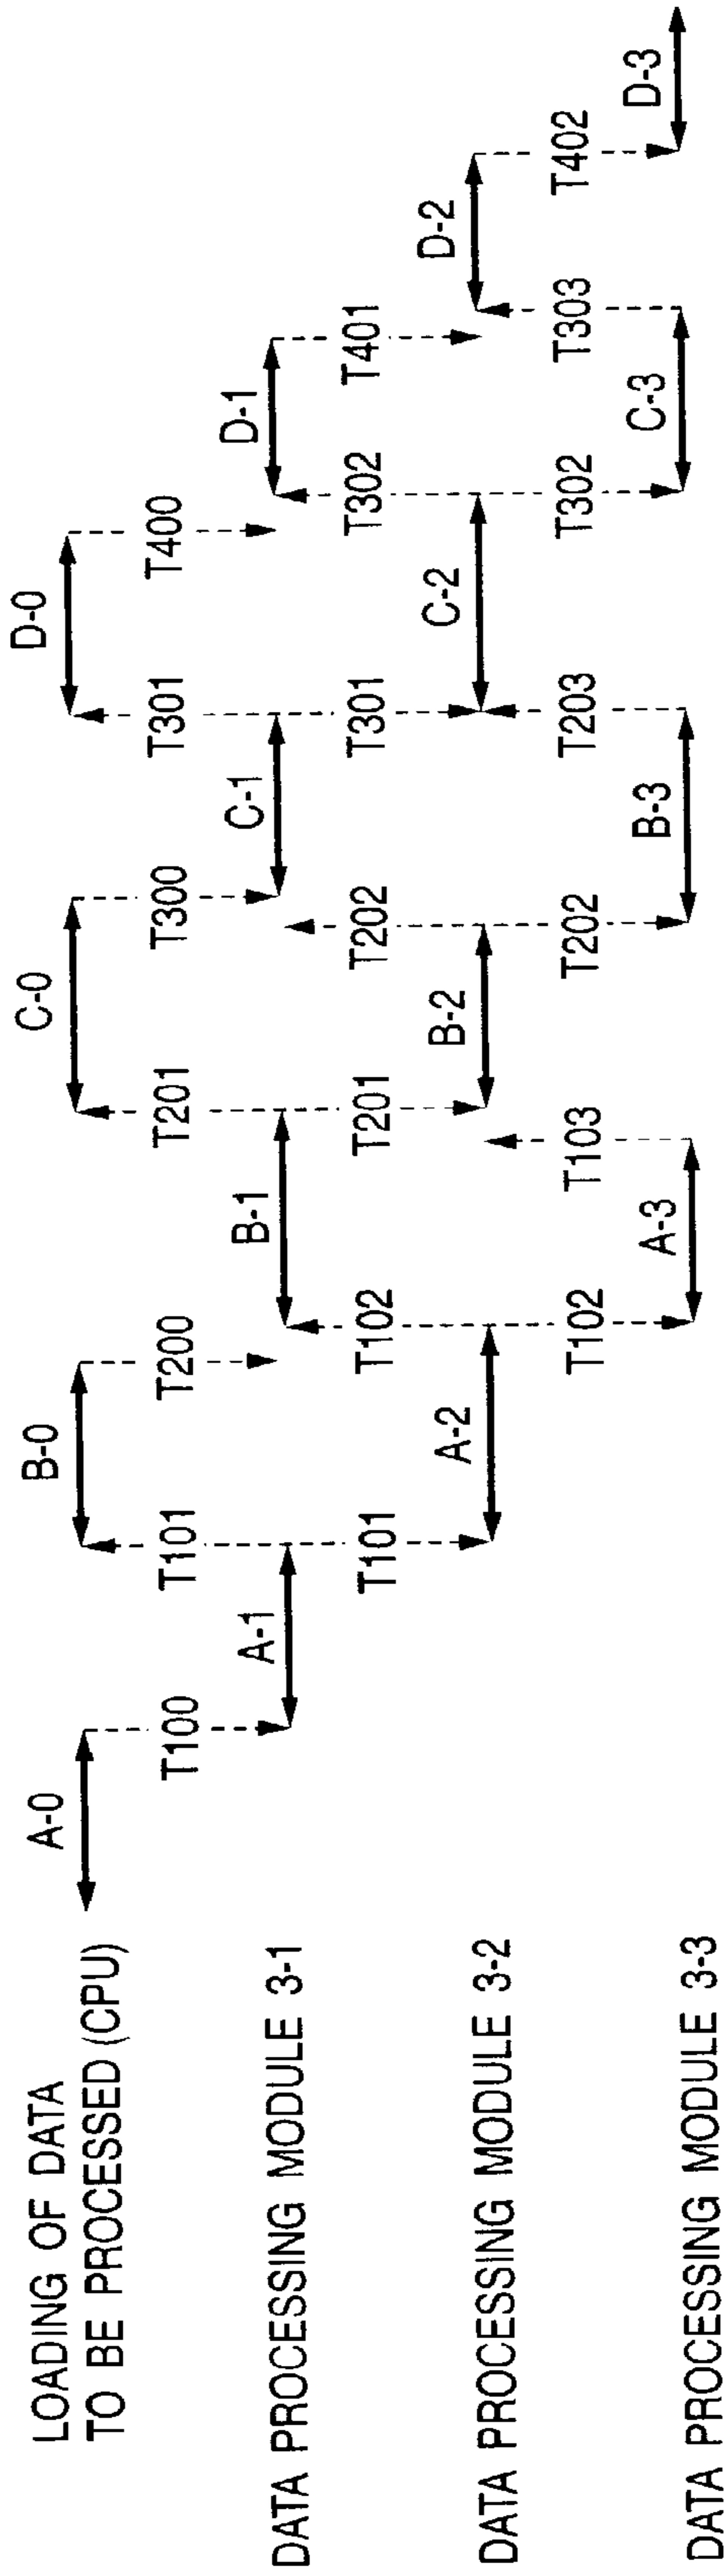 LOADING OF DATA
TO BE PROCESSED (CPU)
A-0
B-0
C-0
D-0
T100
T101
T200
T201
T300
T301
T400
DATA PROCESSING MODULE 3-1
A-1
B-1
C-1
D-1
T101
T102
T201
T202
T301
T302
T401
DATA PROCESSING MODULE 3-2
A-2
B-2
C-2
D-2
T102
T103
T202
T203
T302
T303
T402
DATA PROCESSING MODULE 3-3
A-3
B-3
C-3
D-3